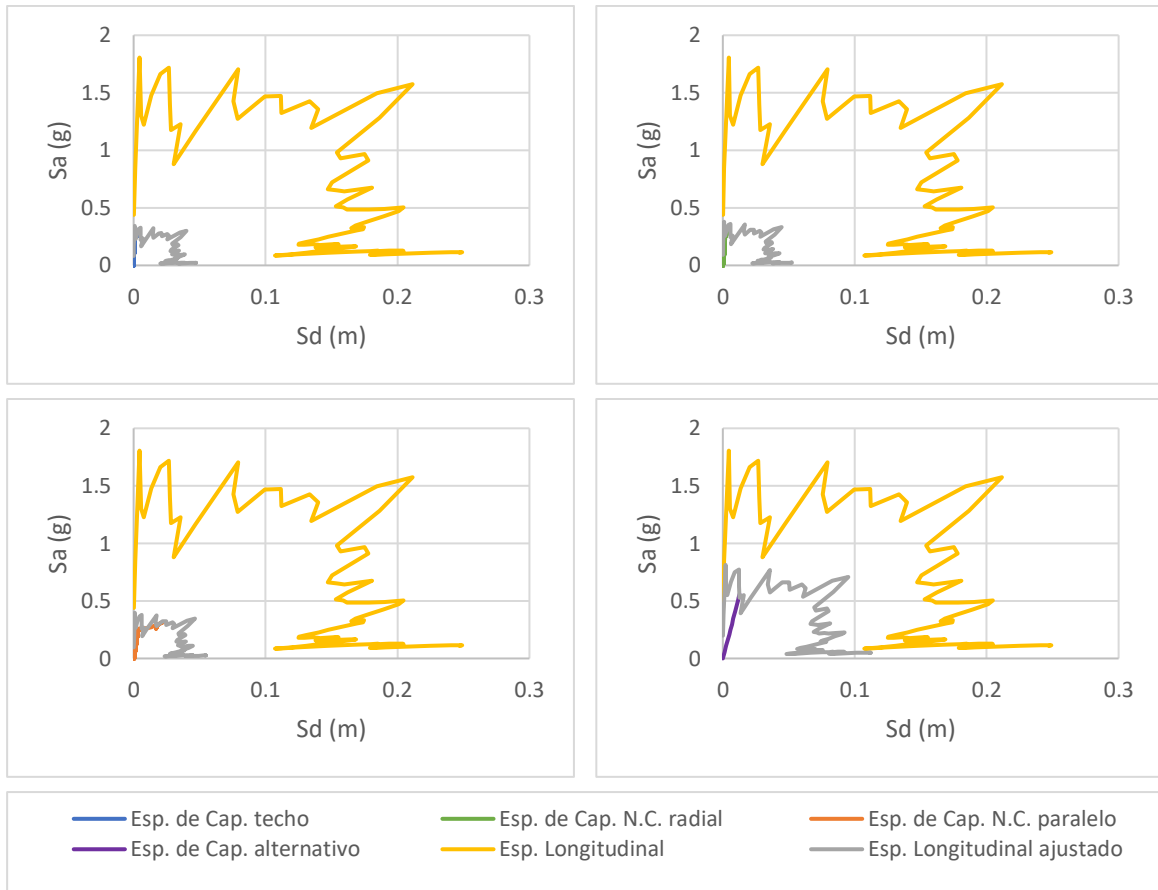 2
1.5
1
0.5
0
0 0.1 0.2 0.3
Sa (g)
Sd (m)
2
1.5
1
0.5
0
0 0.1 0.2 0.3
Sa (g)
Sd (m)
2
1.5
1
0.5
0
0 0.1 0.2 0.3
Sa (g)
Sd (m)
2
1.5
1
0.5
0
0 0.1 0.2 0.3
Sa (g)
Sd (m)
Esp. de Cap. techo Esp. de Cap. N.C. radial Esp. de Cap. N.C. paralelo
Esp. de Cap. alternativo Esp. Longitudinal Esp. Longitudinal ajustado